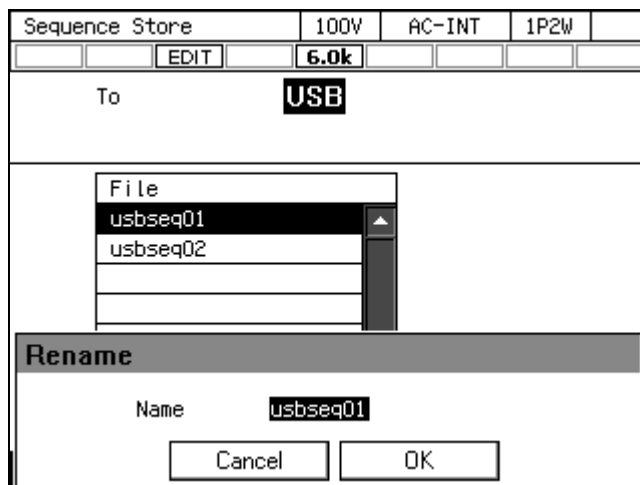 Sequence Store 100V AC-INT 1P2W
EDIT 6.0k
To USB
File
usbseq01
usbseq02
Rename
Name usbseq01
Cancel OK